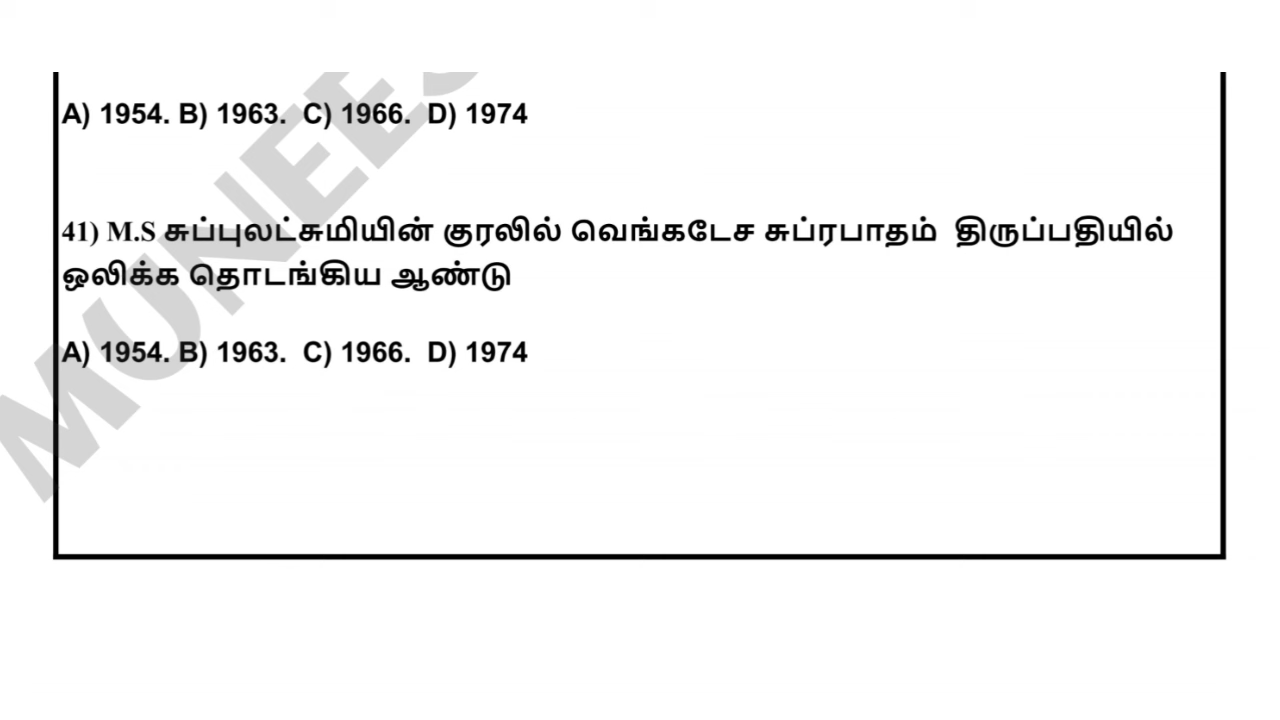 A) 1954. B) 1963.  C) 1966.  D) 1974
41) M.S சுப்புலட்சுமியின் குரலில் வெங்கடேச சுப்ரபாதம்  திருப்பதியில்
ஒலிக்க தொடங்கிய ஆண்டு
A) 1954. B) 1963.  C) 1966.  D) 1974